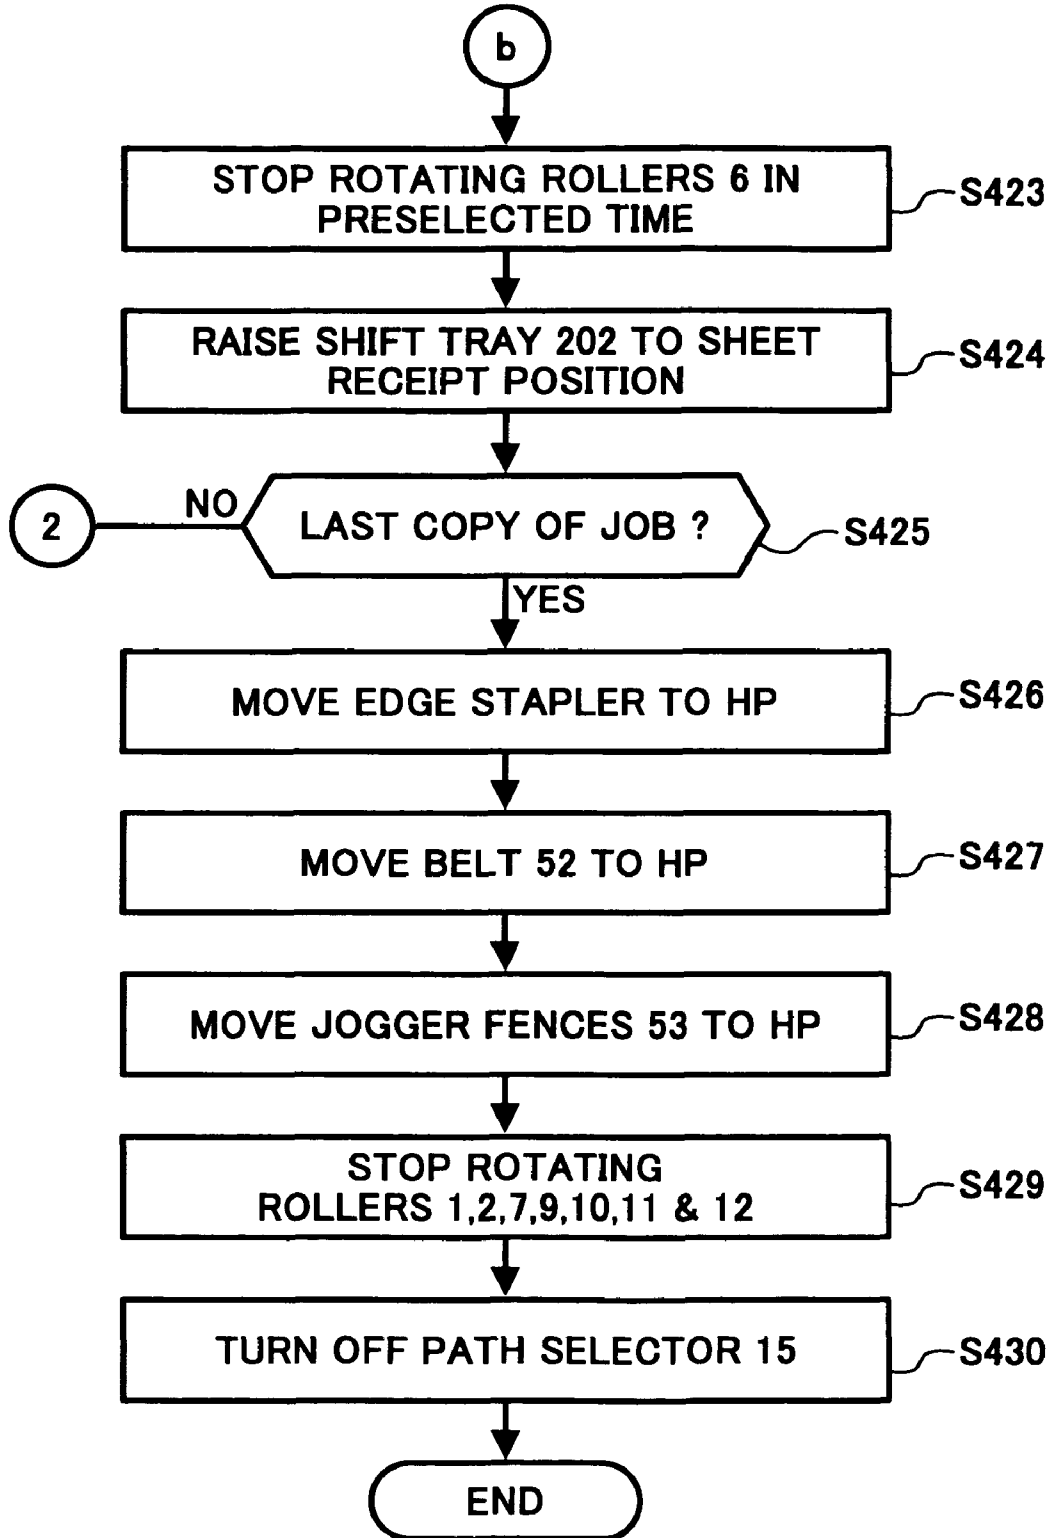 b
STOP ROTATING ROLLERS 6 IN
PRESELECTED TIME
S423
RAISE SHIFT TRAY 202 TO SHEET
RECEIPT POSITION
S424
2
NO
LAST COPY OF JOB ?
S425
YES
MOVE EDGE STAPLER TO HP
S426
MOVE BELT 52 TO HP
S427
MOVE JOGGER FENCES 53 TO HP
S428
STOP ROTATING
ROLLERS 1,2,7,9,10,11 & 12
S429
TURN OFF PATH SELECTOR 15
S430
END